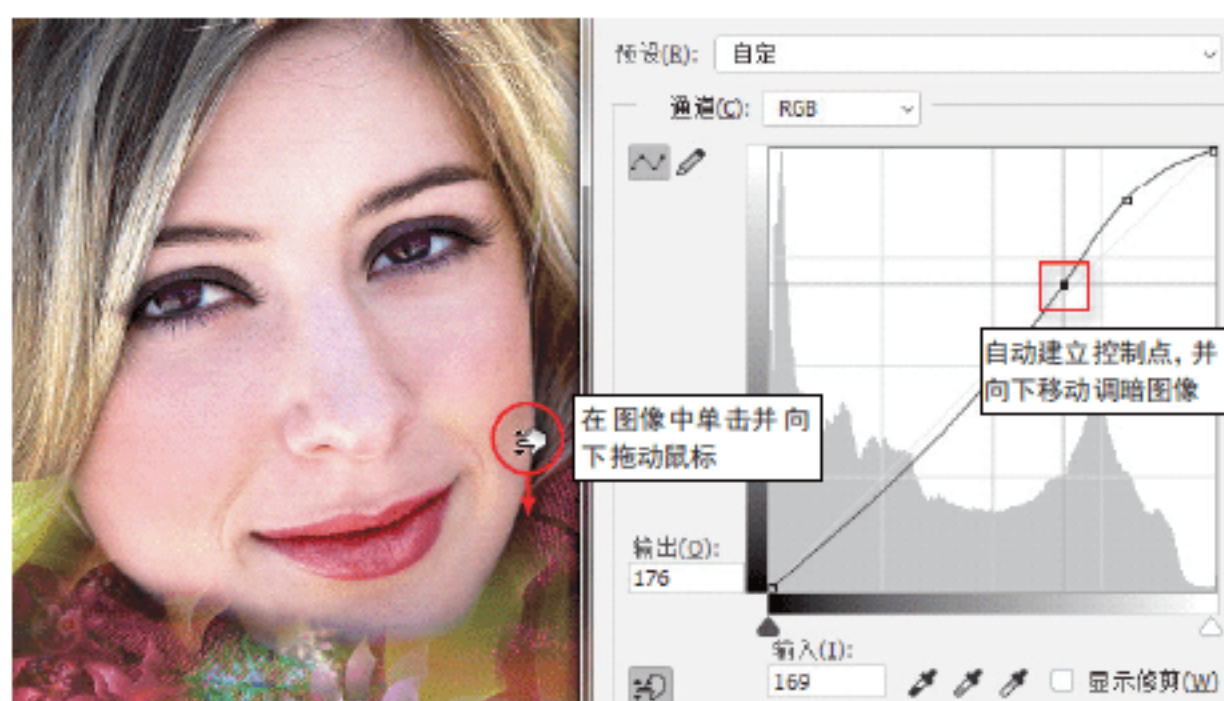 预设(R): 自定
通道(C): RGB
自动建立控制点，并
向下移动调暗图像
在图像中单击并向
下拖动鼠标
输出(O):
176
输入(I):
169
显示修剪(W)